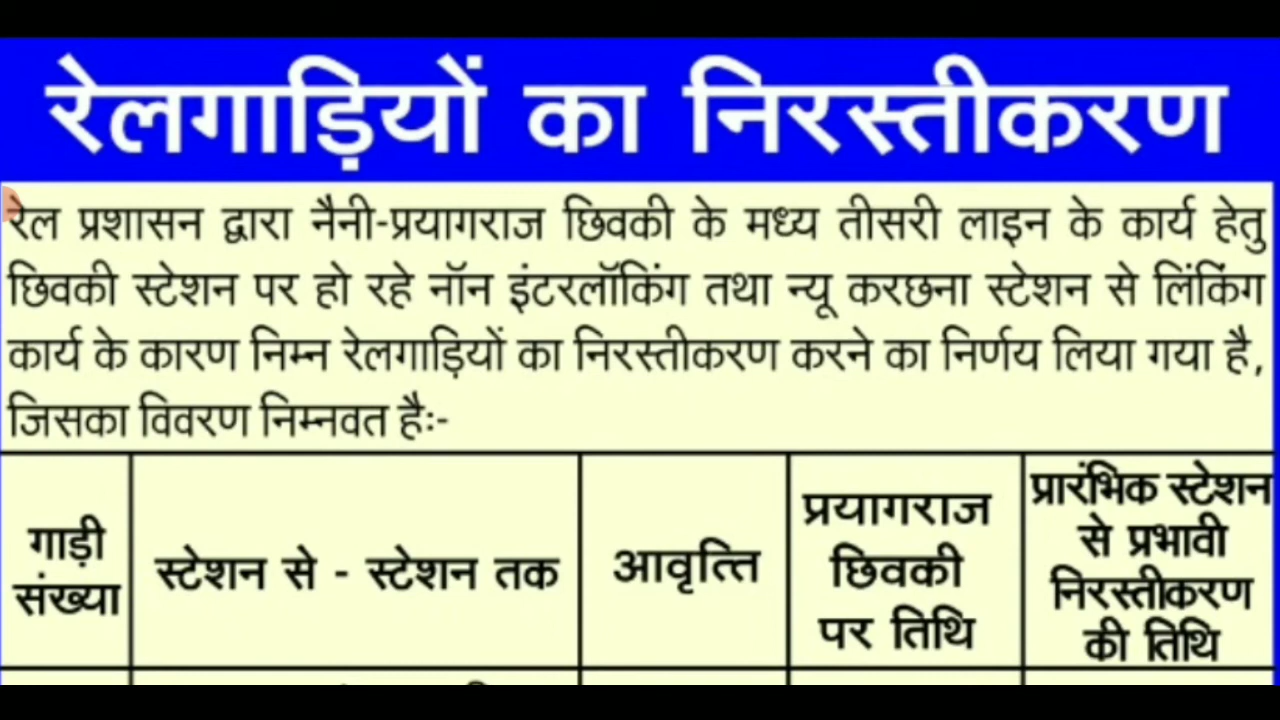 रेलगाड़ियों का निरस्तीकरण
रेल प्रशासन द्वारा नैनी-प्रयागराज छिवकी के मध्य तीसरी लाइन के कार्य हेतु
छिवकी स्टेशन पर हो रहे नॉन इंटरलॉकिंग तथा न्यू करछना स्टेशन से लिंकिंग
कार्य के कारण निम्न रेलगाड़ियों का निरस्तीकरण करने का निर्णय लिया गया है,
जिसका विवरण निम्नवत है:-
गाड़ी
संख्या
स्टेशन से - स्टेशन तक
आवृत्ति
प्रयागराज
छिवकी
पर तिथि
प्रारंभिक स्टेशन
से प्रभावी
निरस्तीकरण
की तिथि